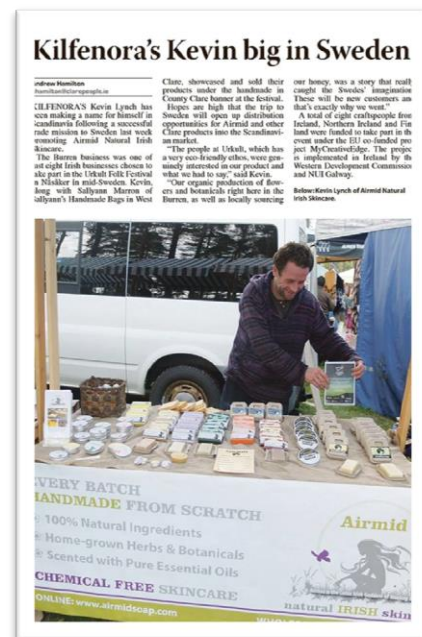 Kilfenora's Kevin big in Sweden
ndrew Hamilton
hamilton@clarepeople.ie
ILFENORA'S Kevin Lynch has
een making a name for himself in
candinavia following a successful
rade mission to Sweden last week
romoting Airmid Natural Irish
kincare.
The Burren business was one of
ust eight Irish businesses chosen to
ake part in the Urkult Folk Festival
n Näsåker in mid-Sweden. Kevin,
long with Sallyann Marron of
allyann's Handmade Bags in West
Clare, showcased and sold their
products under the handmade in
County Clare banner at the festival.
Hopes are high that the trip to
Sweden will open up distribution
opportunities for Airmid and other
Clare products into the Scandinavi-
an market.
"The people at Urkult, which has
a very eco-friendly ethos, were gen-
uinely interested in our product and
what we had to say," said Kevin.
"Our organic production of flow-
ers and botanicals right here in the
Burren, as well as locally sourcing
our honey, was a story that reall
caught the Swedes' imagination
These will be new customers an
that's exactly why we went."
A total of eight craftspeople from
Ireland, Northern Ireland and Fin
land were funded to take part in th
event under the EU co-funded pro
ject MyCreativeEdge. The projec
is implemented in Ireland by th
Western Development Commission
and NUI Galway.
Below: Kevin Lynch of Airmid Natural
Irish Skincare.
VERY BATCH
HANDMADE FROM SCRATCH
100% Natural Ingredients
Home-grown Herbs & Botanicals
Scented with Pure Essential Oils
CHEMICAL FREE SKINCARE
ONLINE: www.airmidsoap.com
Airmid
natural IRISH skin